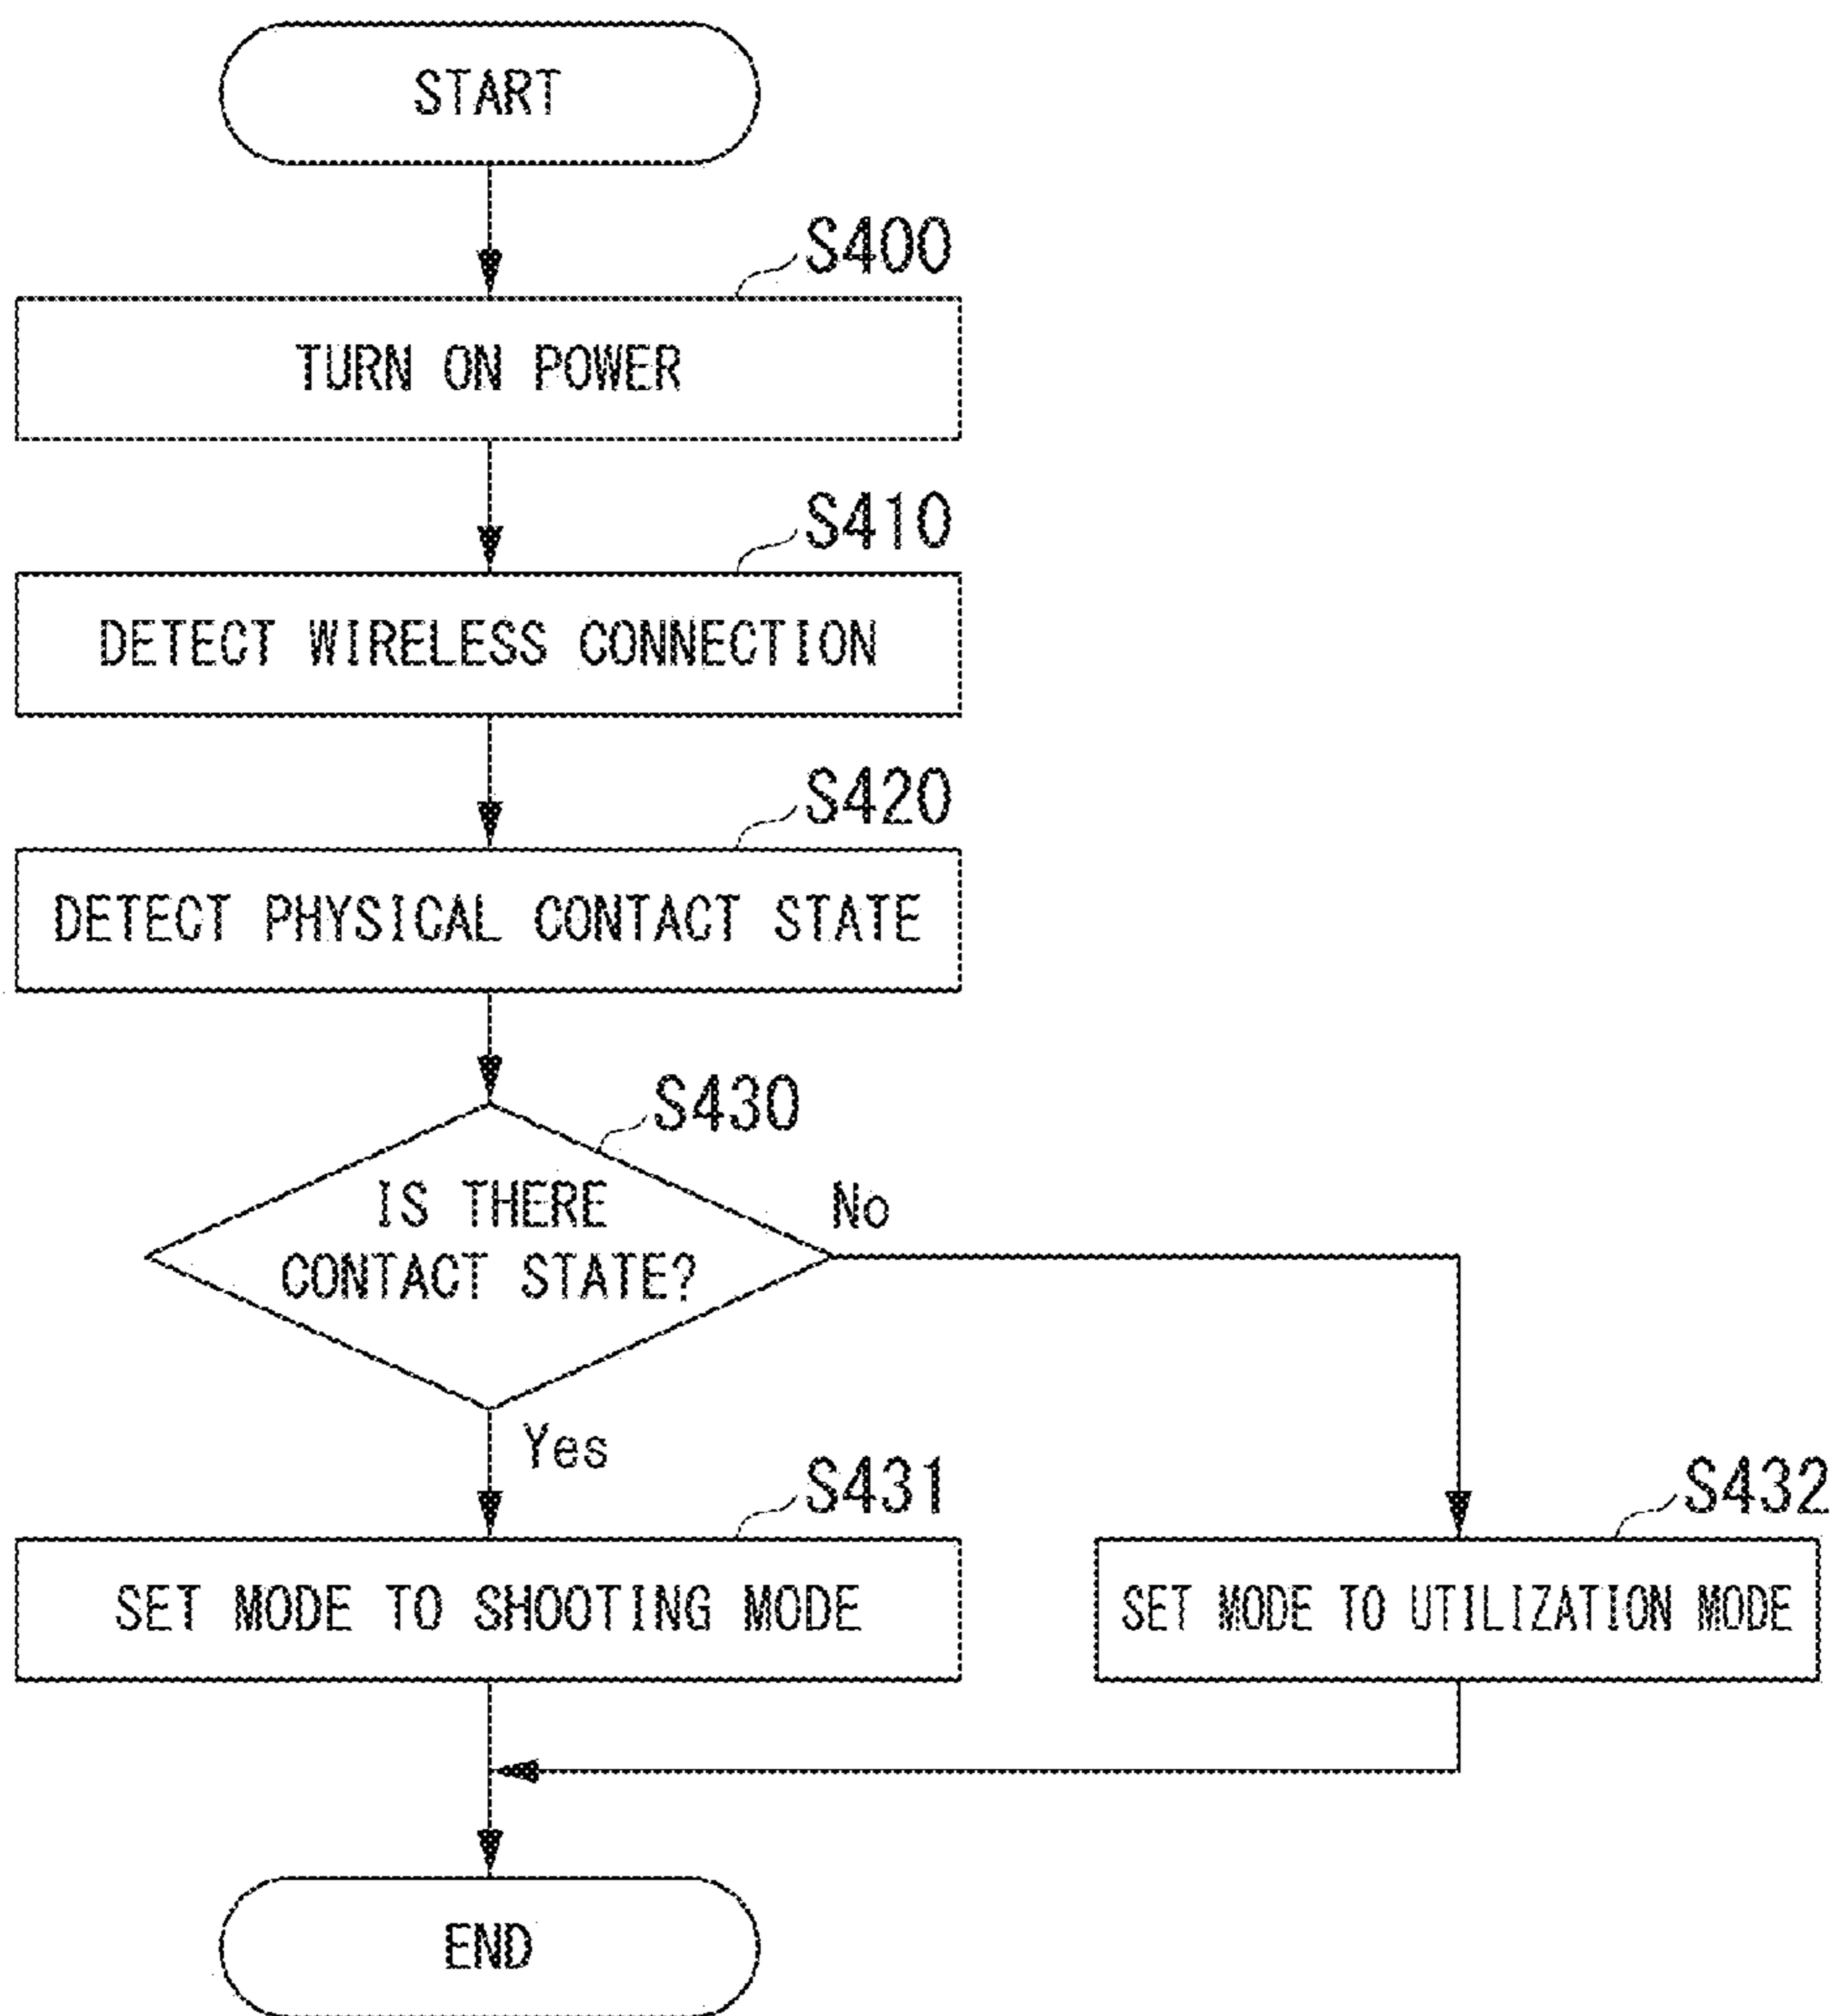 START
S400
TURN ON POWER
S410
DETECT WIRELESS CONNECTION
S420
DETECT PHYSICAL CONTACT STATE
S430
IS THERE
CONTACT STATE?
No
Yes
S431
SET MODE TO SHOOTING MODE
S432
SET MODE TO UTILIZATION MODE
END